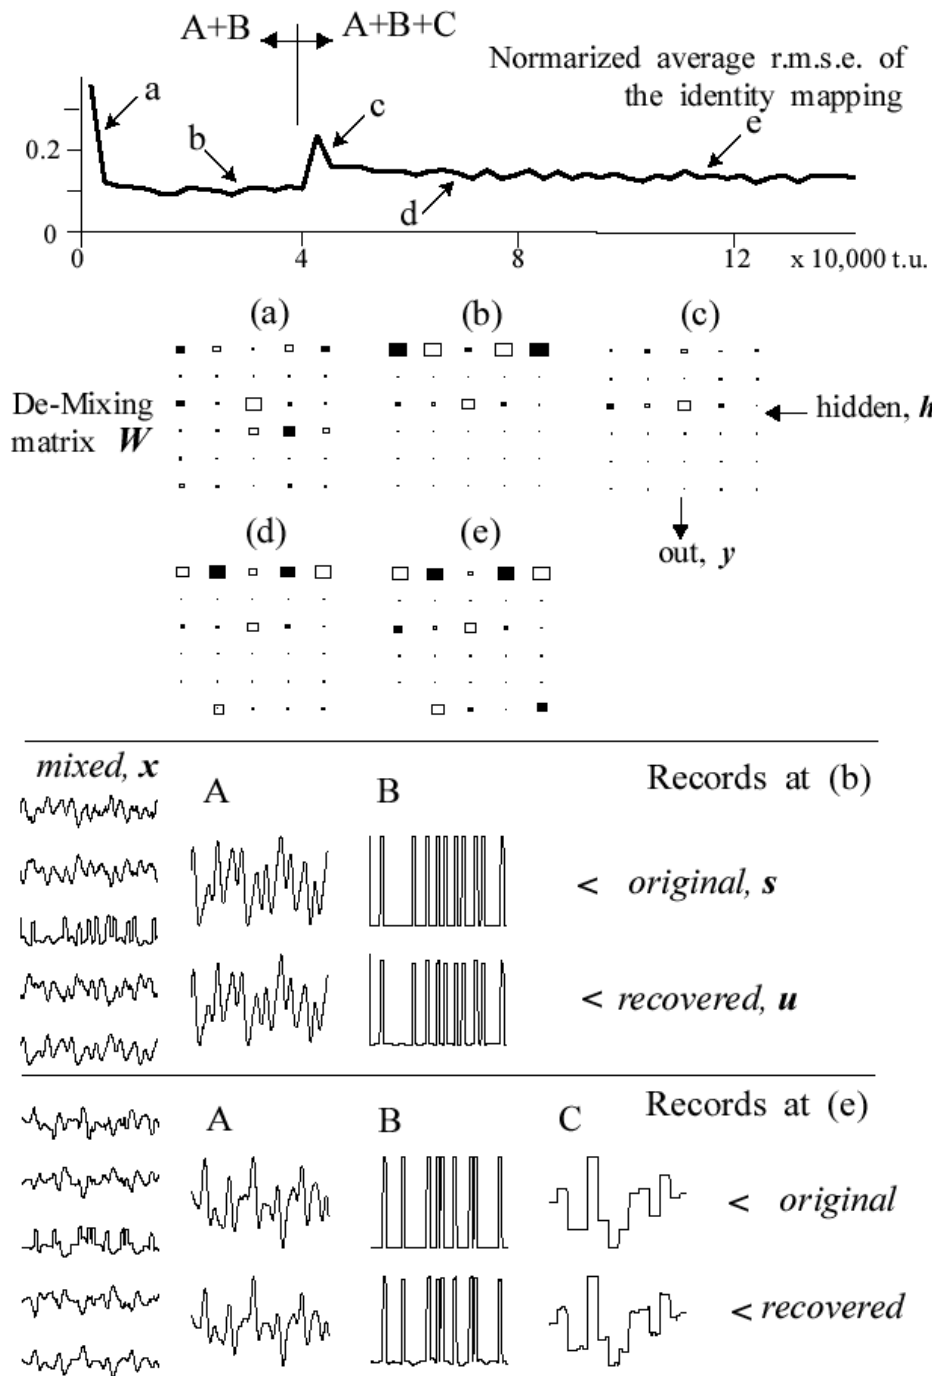 A+B A+B+C
Normarized average r.m.s.e. of
the identity mapping
a
b
c
d
e
0.2
0
0 4 8 12 x 10,000 t.u.
(a) (b) (c)
De-Mixing
matrix W
hidden, h
(d) (e)
out, y
mixed, x
A B Records at (b)
< original, s
< recovered, u
A B C Records at (e)
< original
< recovered